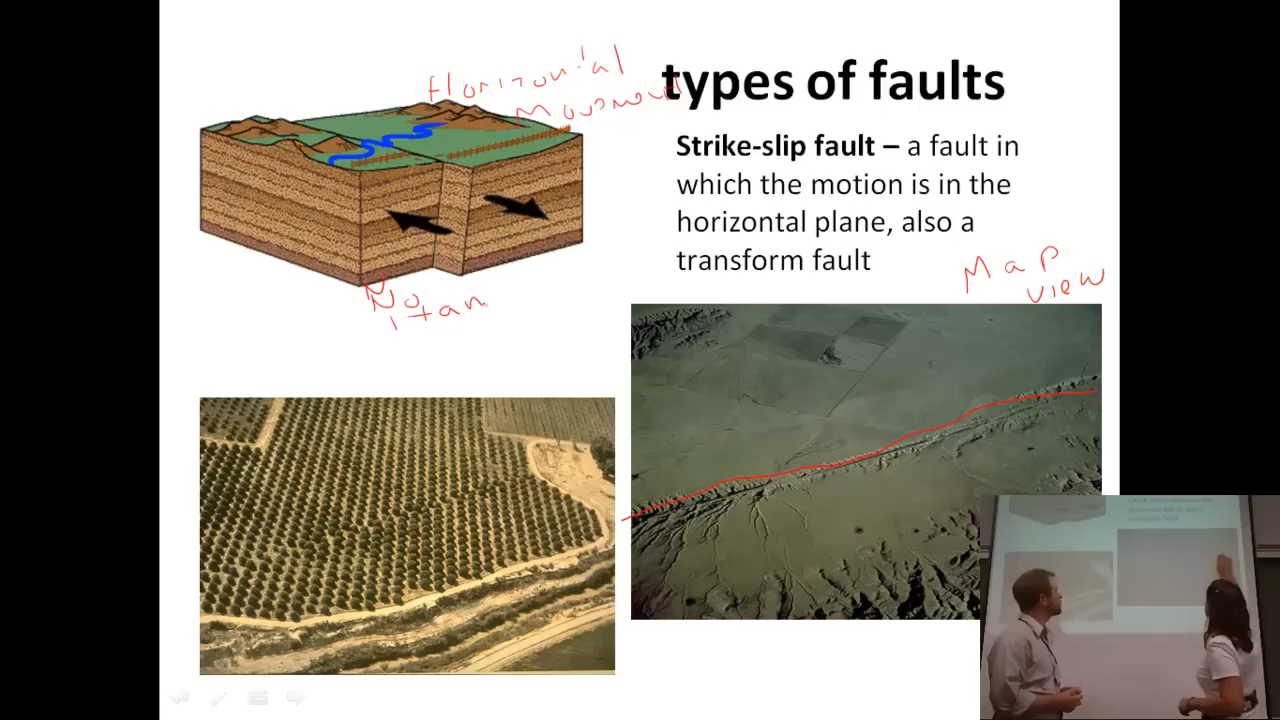 types of faults
Horizontal
Movement
Strike-slip fault – a fault in
which the motion is in the
horizontal plane, also a
transform fault
Map
view
No